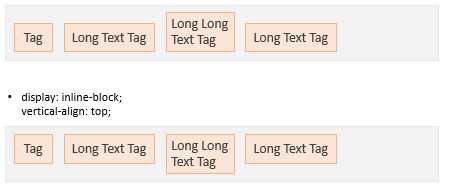 Long Long
Tag Long Text Tag Text Tag Long Text Tag
• display: inline-block;
vertical-align: top;
Tag Long Text Tag Long Long Long Text Tag
Text Tag